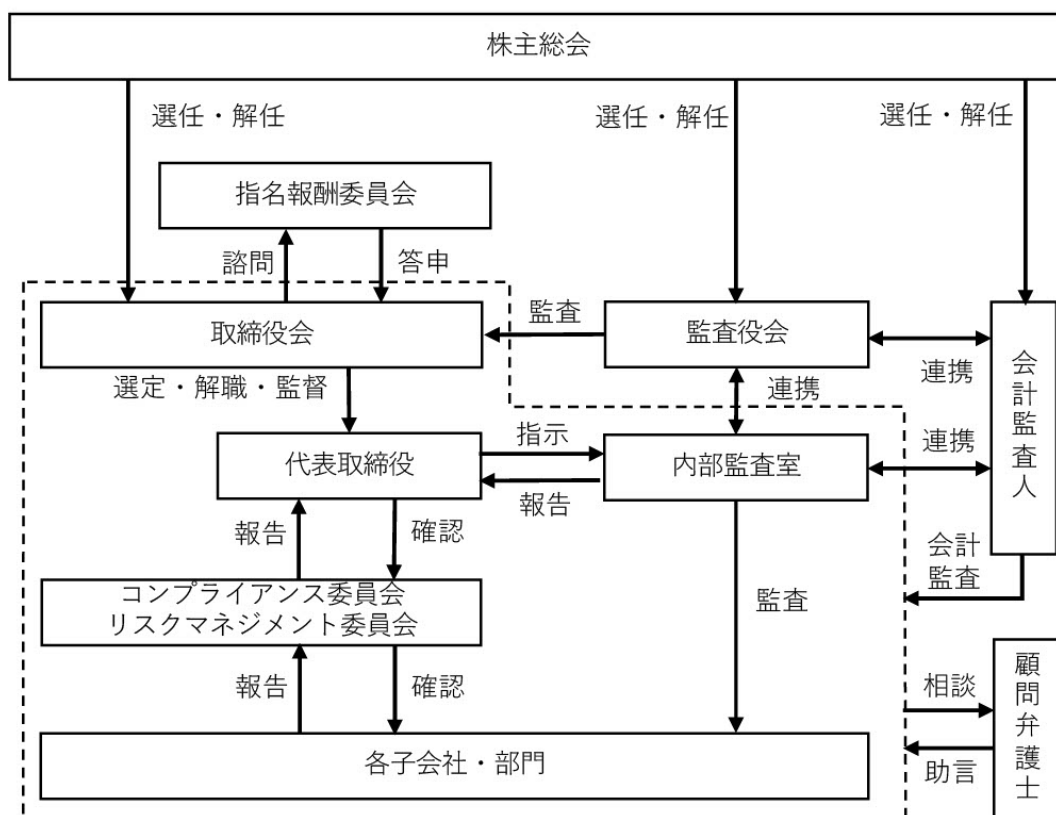 株主総会
選任・解任
選任・解任
選任・解任
指名報酬委員会
諮問
答申
取締役会
監査
監査役会
連携
会計監査人
選定・解職・監督
連携
代表取締役
指示
報告
内部監査室
連携
報告
確認
会計
監査
コンプライアンス委員会
リスクマネジメント委員会
監査
報告
確認
相談
助言
顧問弁護士
各子会社・部門